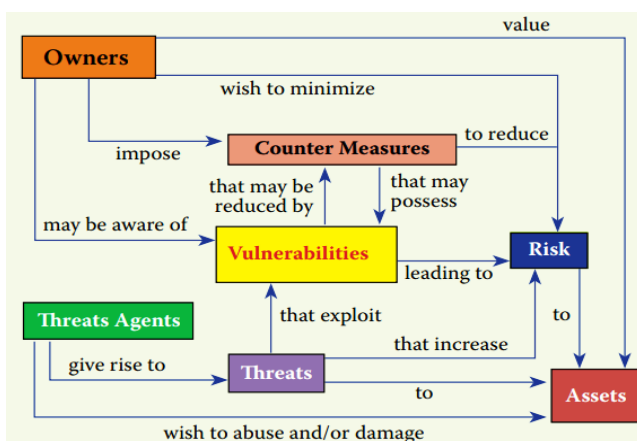 value
Owners
wish to minimize
to reduce
impose
Counter Measures
that may be
reduced by
that may
possess
may be aware of
Vulnerabilities
Risk
leading to
Threats Agents
that exploit
to
that increase
give rise to
Threats
to
Assets
wish to abuse and/or damage